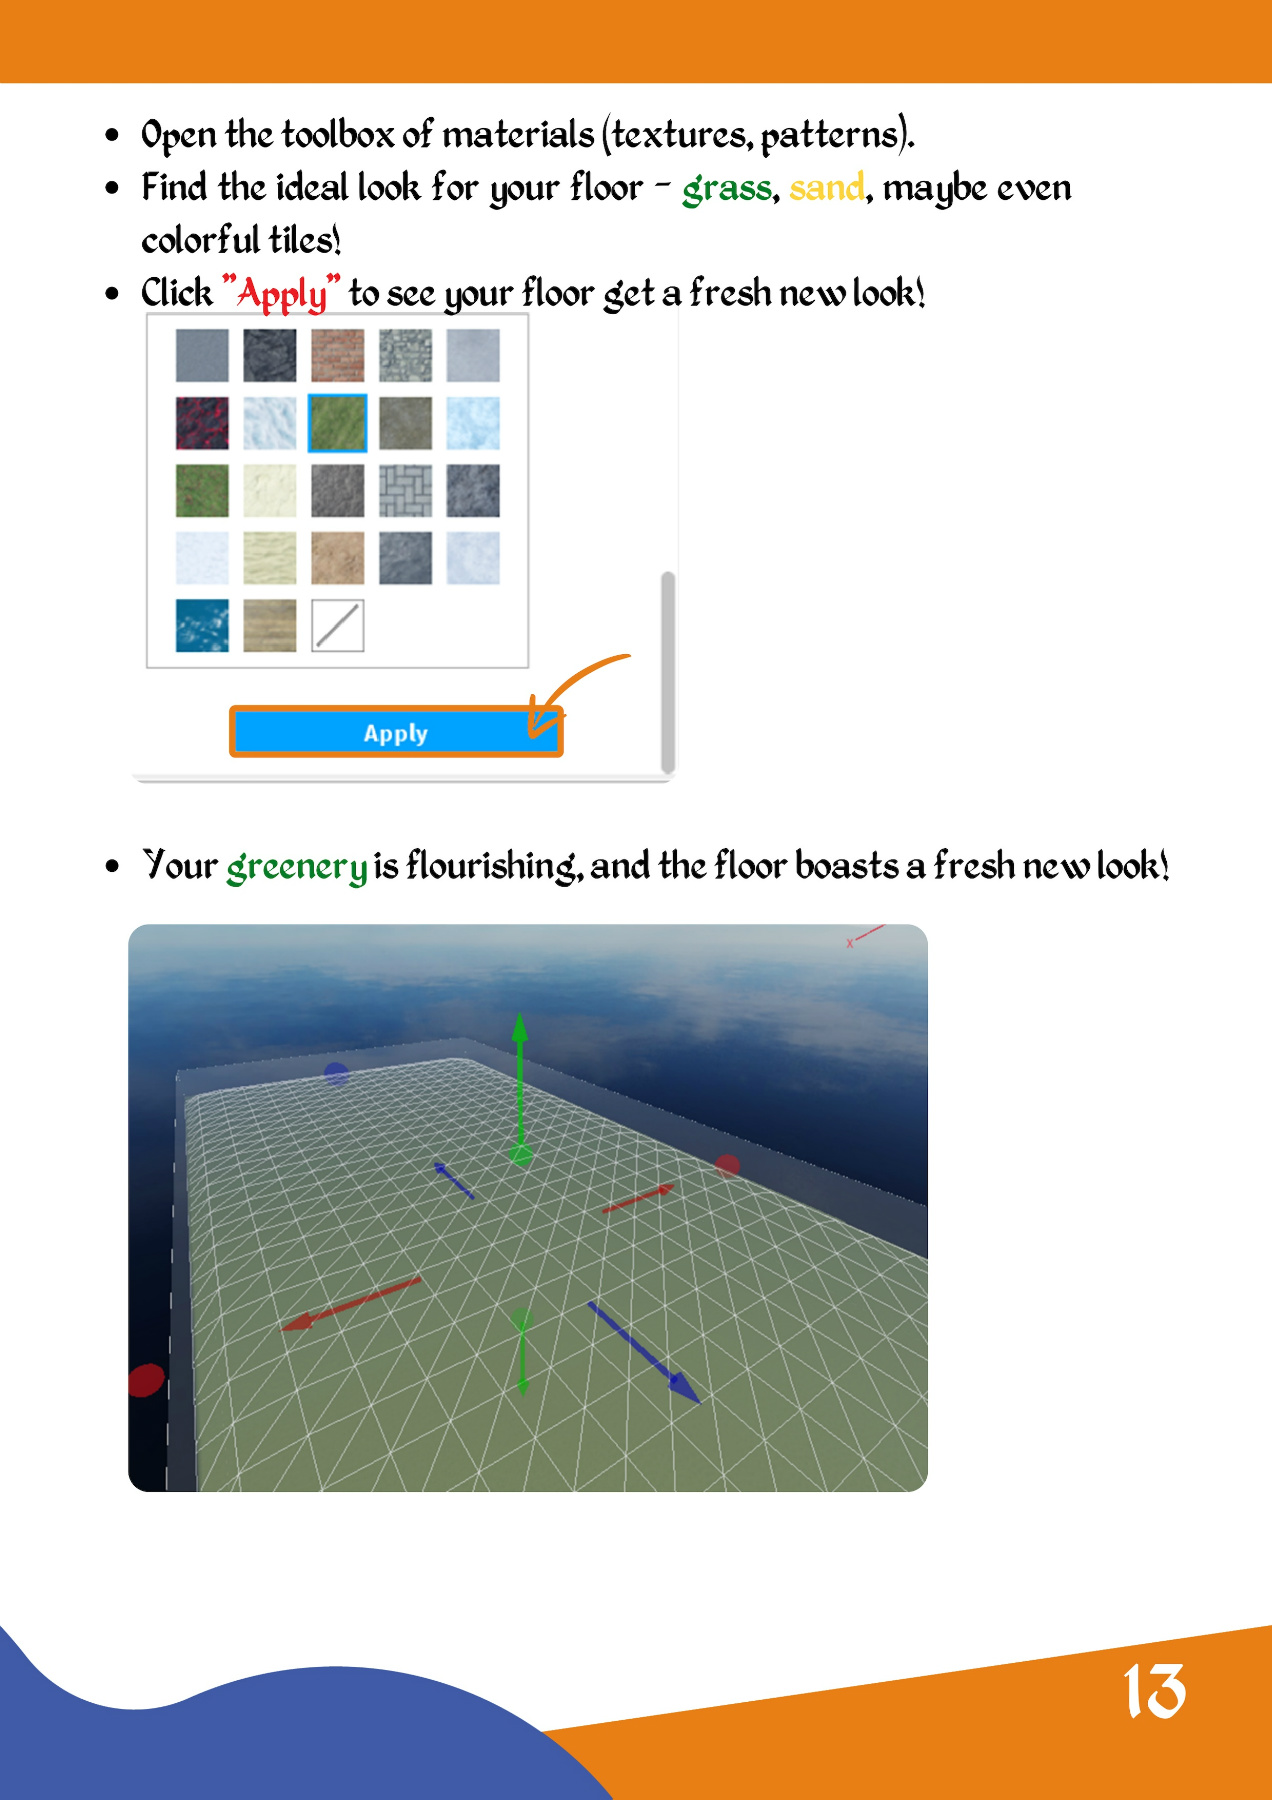 • Open the toolbox of materials (textures, patterns).
• Find the ideal look for your floor - grass, sand, maybe even
colorful tiles!
• Click "Apply" to see your floor get a fresh new look!
Apply
• Your greenery is flourishing, and the floor boasts a fresh new look!
X
13